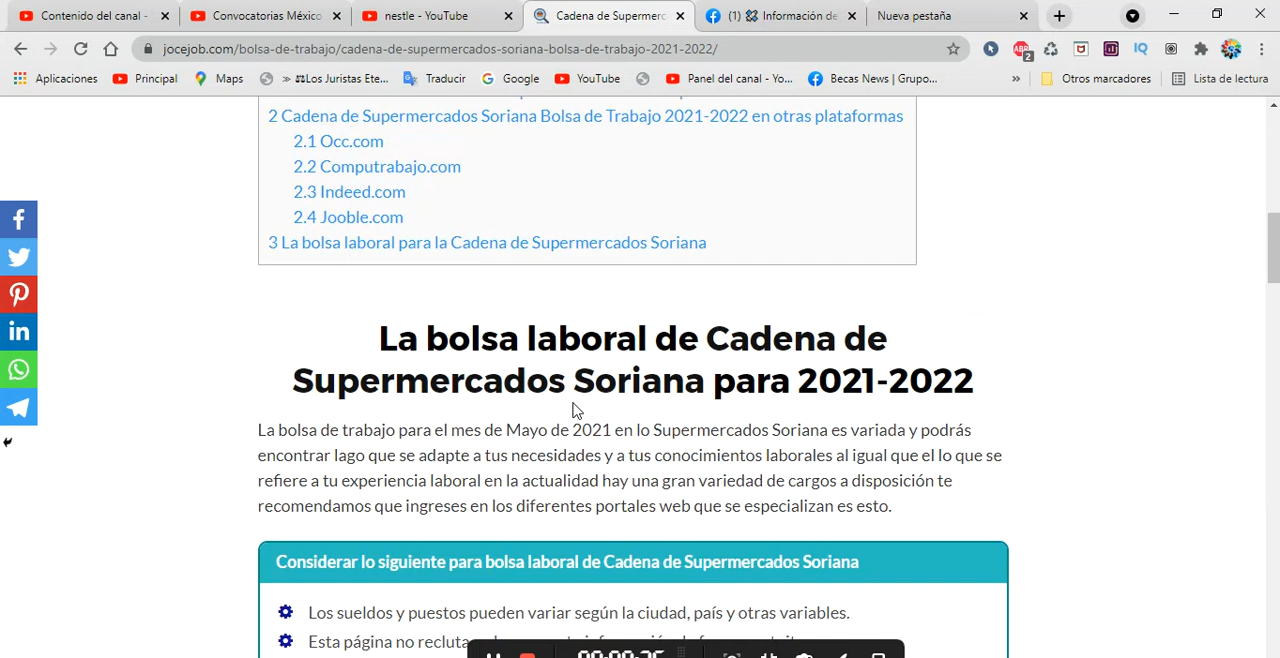 Contenido del canal -
Convocatorias México
nestle - YouTube
Cadena de Supermerc
(1) Información de
Nueva pestaña
jocejob.com/bolsa-de-trabajo/cadena-de-supermercados-soriana-bolsa-de-trabajo-2021-2022/
ABP
2
IQ
Aplicaciones
Principal
Maps
» Los Juristas Ete...
Traducir
Google
YouTube
Panel del canal - Yo...
Becas News | Grupo...
»
Otros marcadores
Lista de lectura
2 Cadena de Supermercados Soriana Bolsa de Trabajo 2021-2022 en otras plataformas
2.1 Occ.com
2.2 Computrabajo.com
2.3 Indeed.com
2.4 Jooble.com
3 La bolsa laboral para la Cadena de Supermercados Soriana
La bolsa laboral de Cadena de
Supermercados Soriana para 2021-2022
La bolsa de trabajo para el mes de Mayo de 2021 en lo Supermercados Soriana es variada y podrás
encontrar lago que se adapte a tus necesidades y a tus conocimientos laborales al igual que el lo que se
refiere a tu experiencia laboral en la actualidad hay una gran variedad de cargos a disposición te
recomendamos que ingreses en los diferentes portales web que se especializan es esto.
Considerar lo siguiente para bolsa laboral de Cadena de Supermercados Soriana
Los sueldos y puestos pueden variar según la ciudad, país y otras variables.
Esta página no recluta